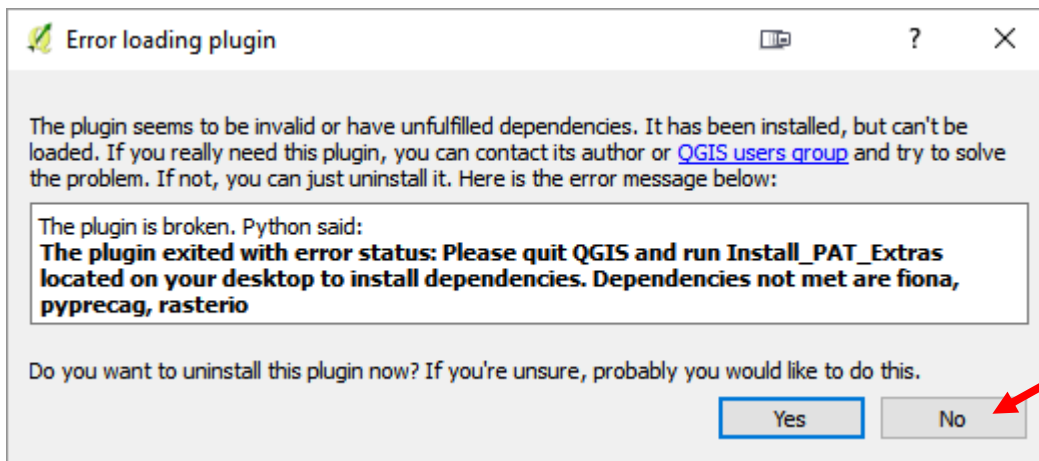 Error loading plugin
?
The plugin seems to be invalid or have unfulfilled dependencies. It has been installed, but can't be
loaded. If you really need this plugin, you can contact its author or QGIS users group and try to solve
the problem. If not, you can just uninstall it. Here is the error message below:
The plugin is broken. Python said:
The plugin exited with error status: Please quit QGIS and run Install_PAT_Extras
located on your desktop to install dependencies. Dependencies not met are fiona,
pyprecag, rasterio
Do you want to uninstall this plugin now? If you're unsure, probably you would like to do this.
Yes
No